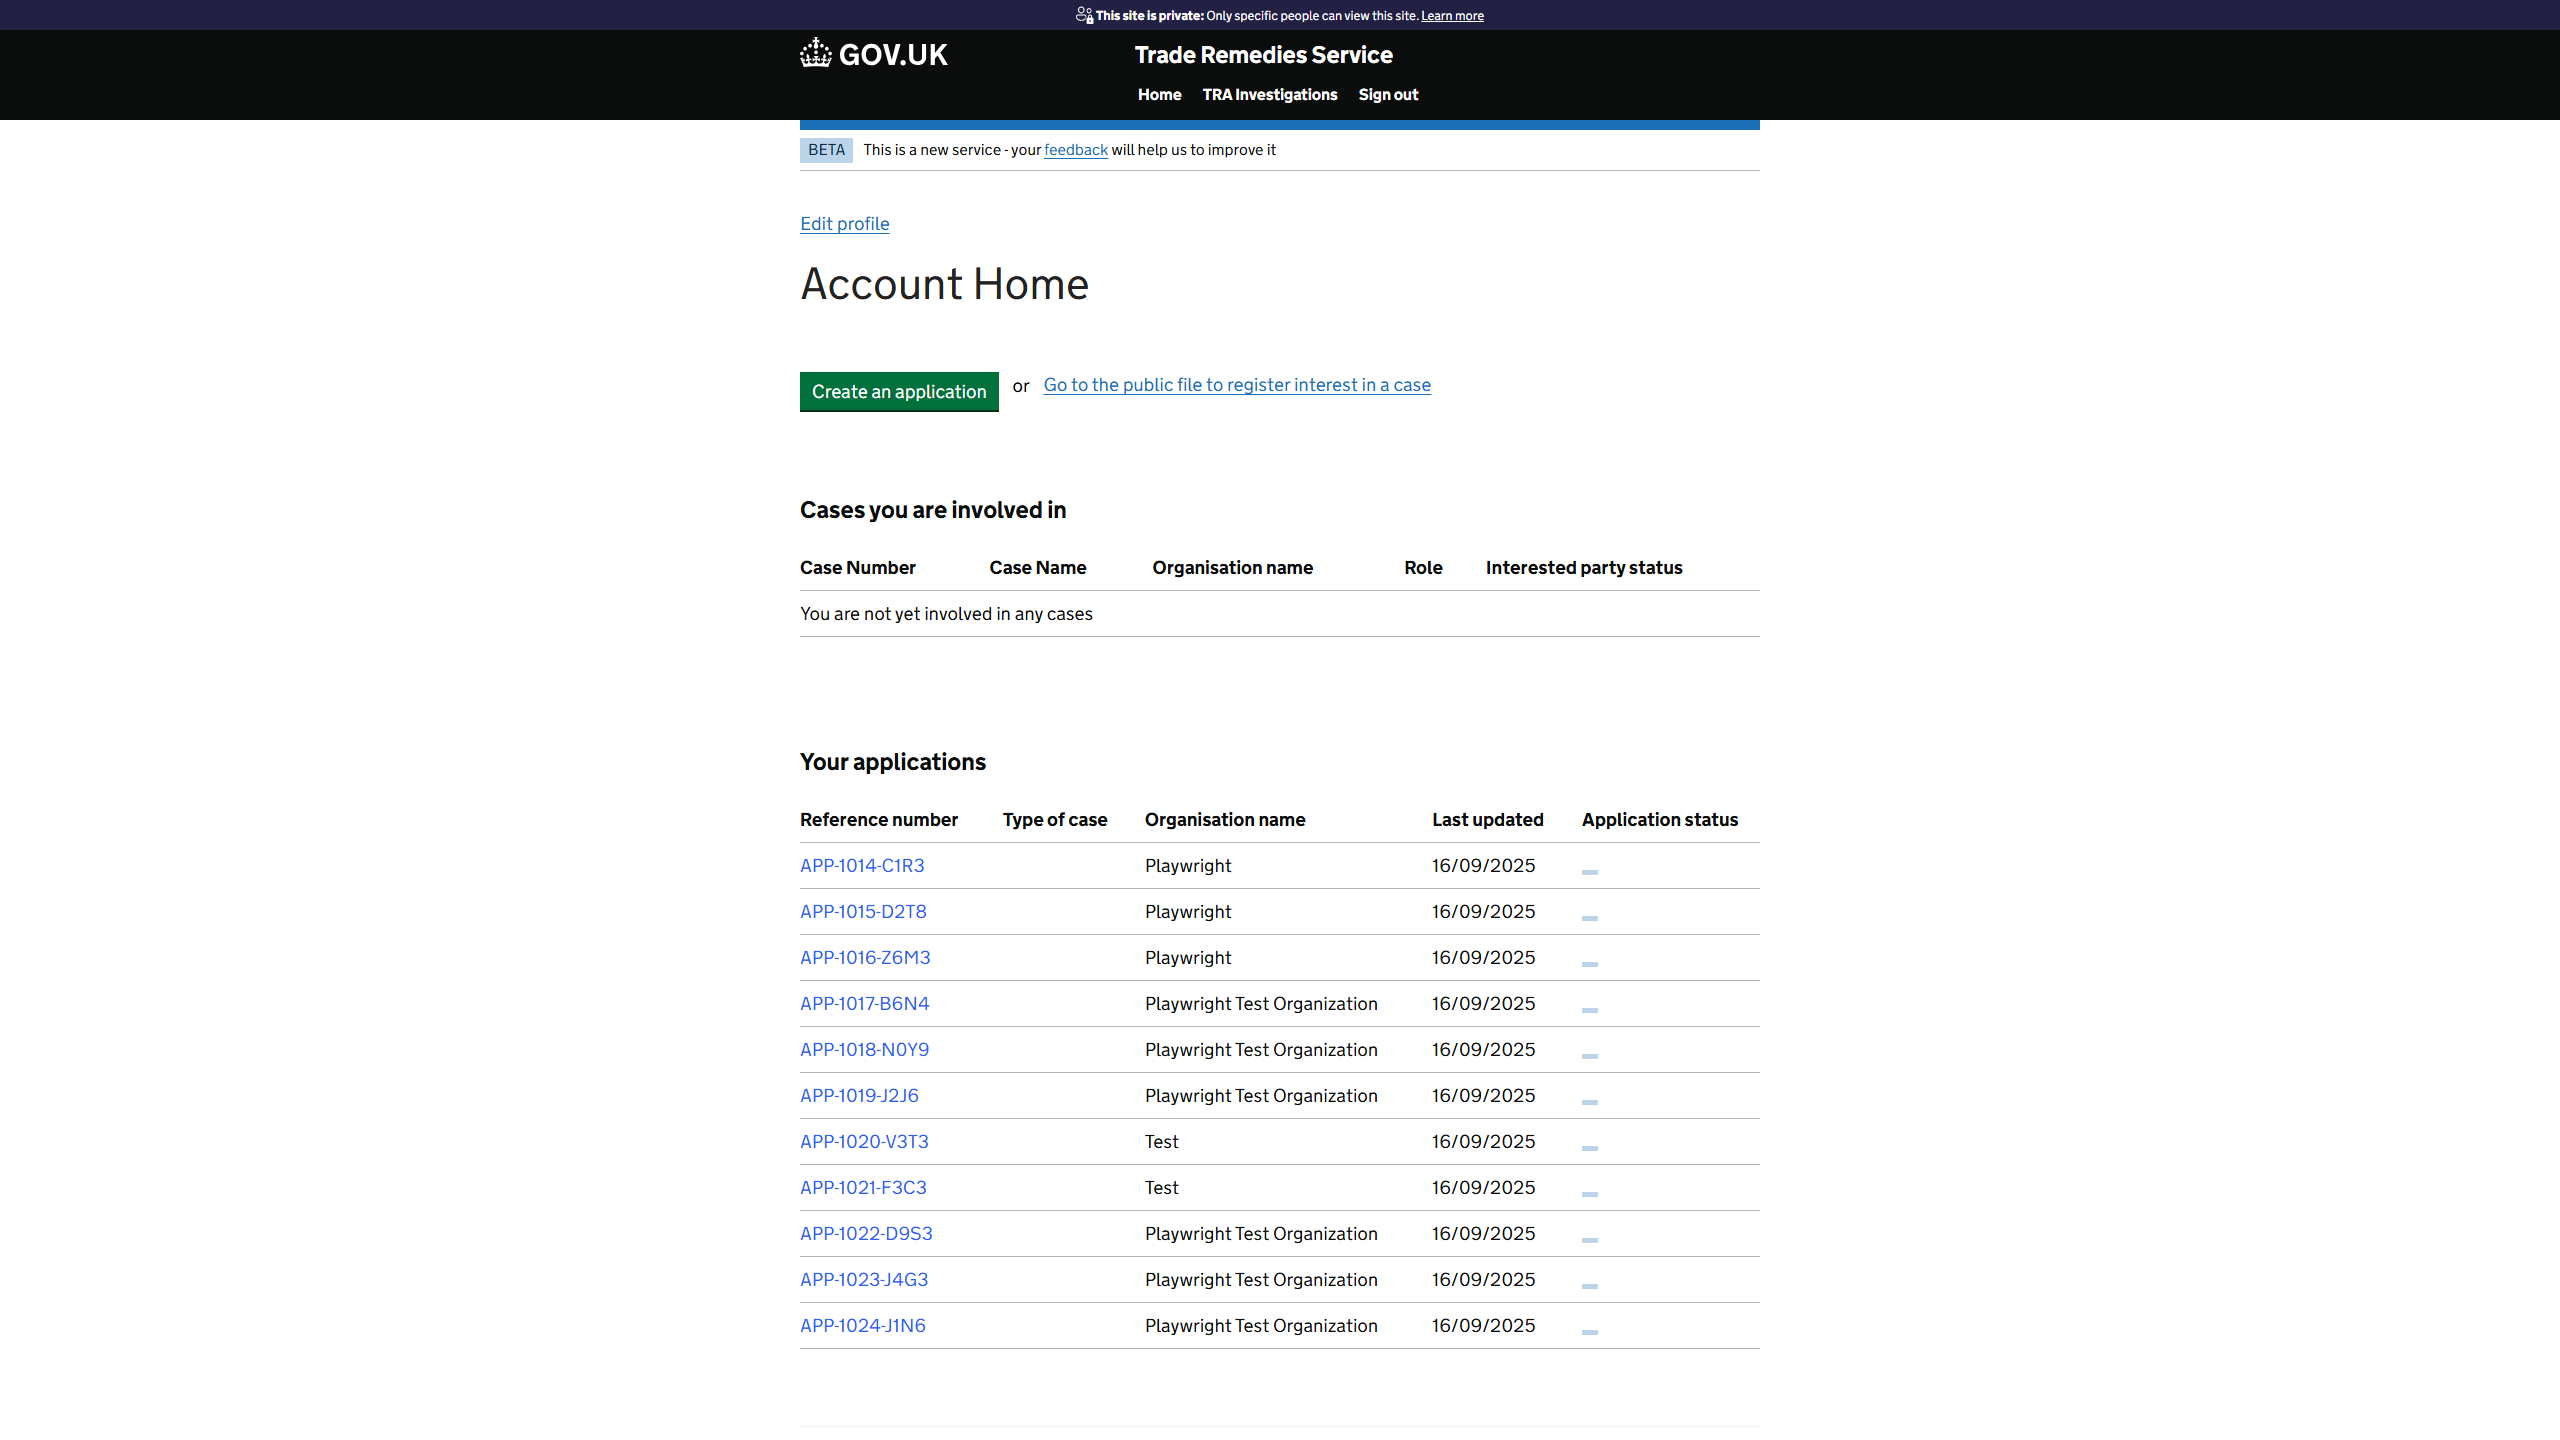 This site is private: Only specific people can view this site. Learn more
GOV.UK Trade Remedies Service
Home TRA Investigations Sign out
BETA This is a new service - your feedback will help us to improve it
Edit profile
Account Home
Create an application or Go to the public file to register interest in a case
Cases you are involved in
Case Number Case Name Organisation name Role Interested party status
You are not yet involved in any cases
Your applications
Reference number Type of case Organisation name Last updated Application status
APP-1014-C1R3 Playwright 16/09/2025
APP-1015-D2T8 Playwright 16/09/2025
APP-1016-Z6M3 Playwright 16/09/2025
APP-1017-B6N4 Playwright Test Organization 16/09/2025
APP-1018-N0Y9 Playwright Test Organization 16/09/2025
APP-1019-J2J6 Playwright Test Organization 16/09/2025
APP-1020-V3T3 Test 16/09/2025
APP-1021-F3C3 Test 16/09/2025
APP-1022-D9S3 Playwright Test Organization 16/09/2025
APP-1023-J4G3 Playwright Test Organization 16/09/2025
APP-1024-J1N6 Playwright Test Organization 16/09/2025